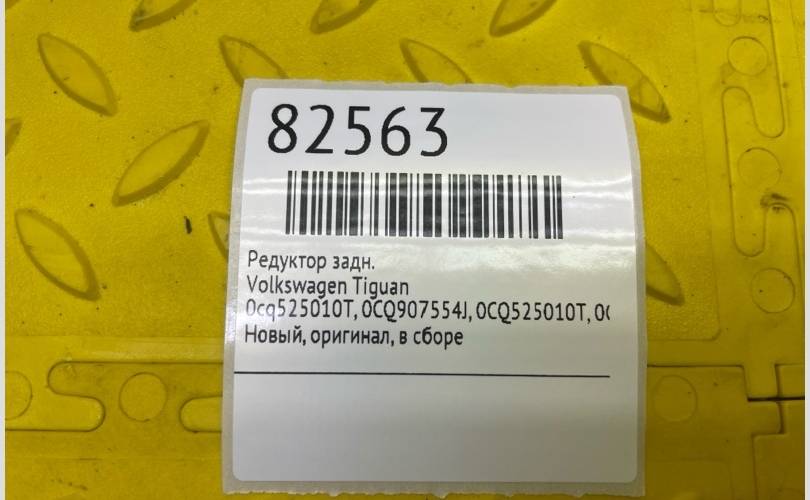 82563
Редуктор задн.
Volkswagen Tiguan
0cq525010T, 0CQ907554J, 0CQ525010T,
Новый, оригинал, в сборе